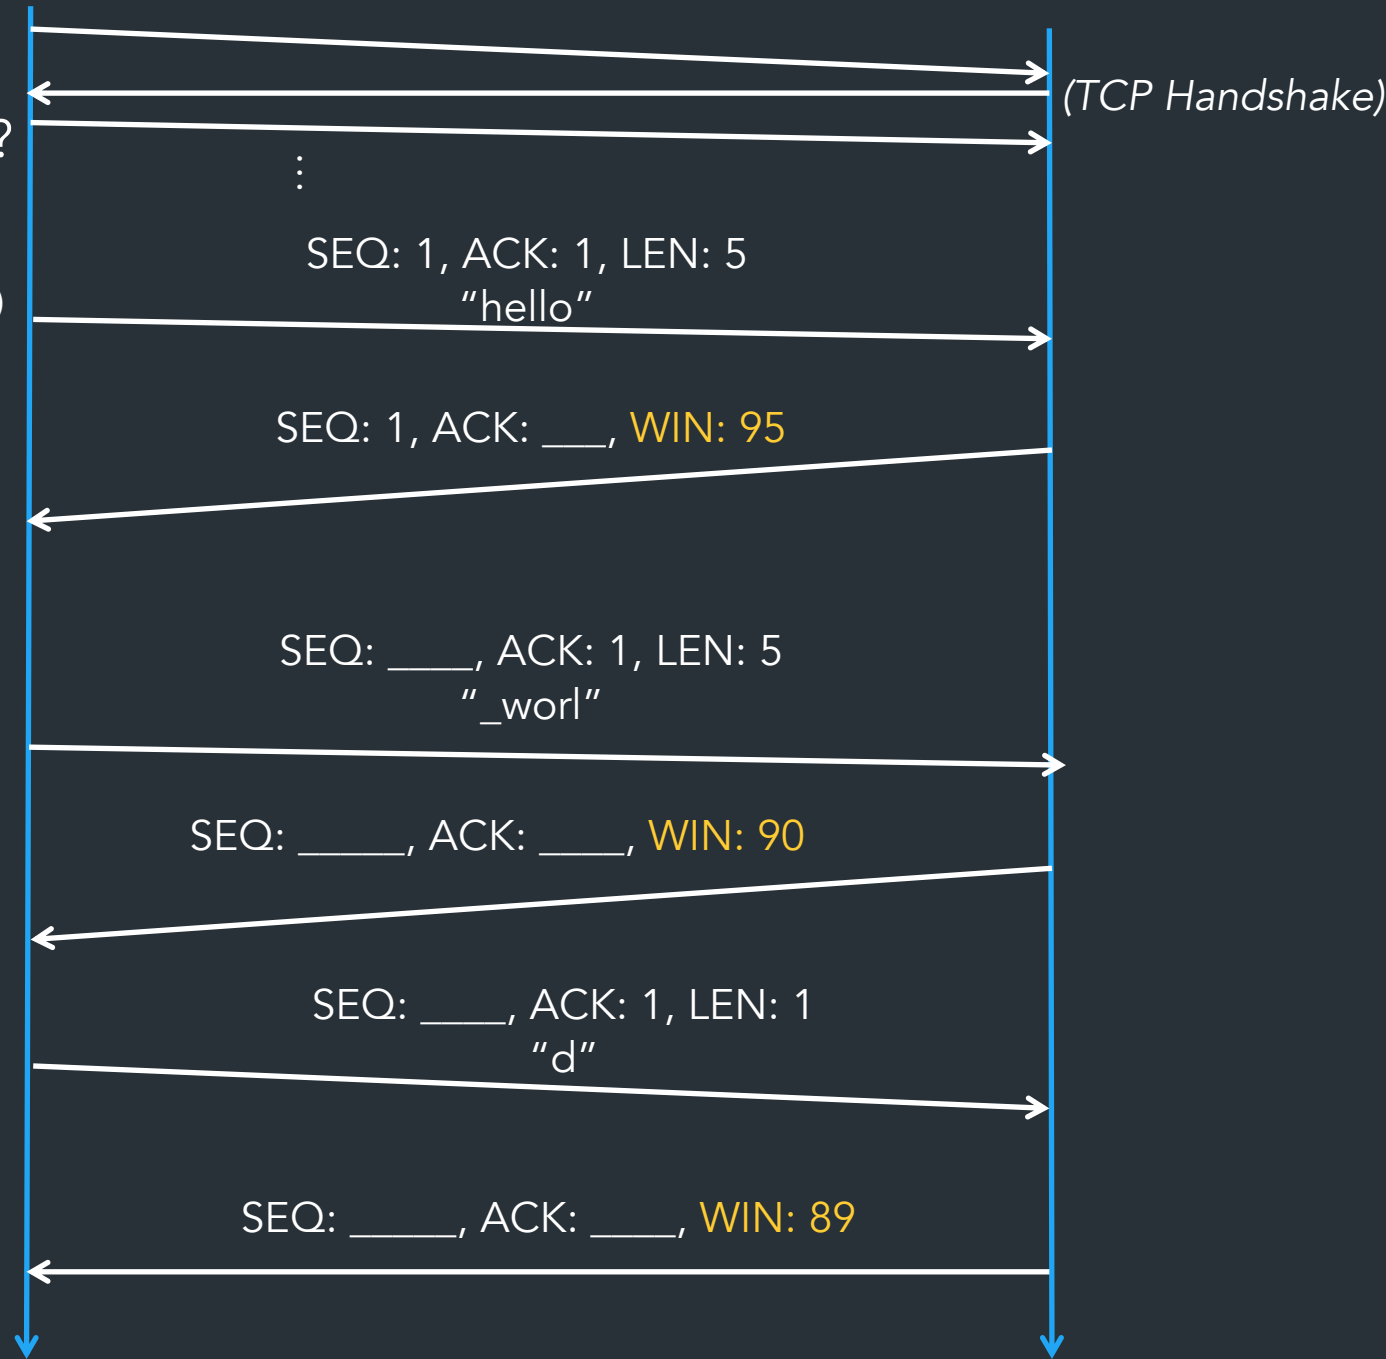 (TCP Handshake)
?
⋮
SEQ: 1, ACK: 1, LEN: 5
“hello”
)
SEQ: 1, ACK: ___, WIN: 95
SEQ: ____, ACK: 1, LEN: 5
“_worl”
SEQ: _____, ACK: ____, WIN: 90
SEQ: ____, ACK: 1, LEN: 1
“d”
SEQ: _____, ACK: ____, WIN: 89